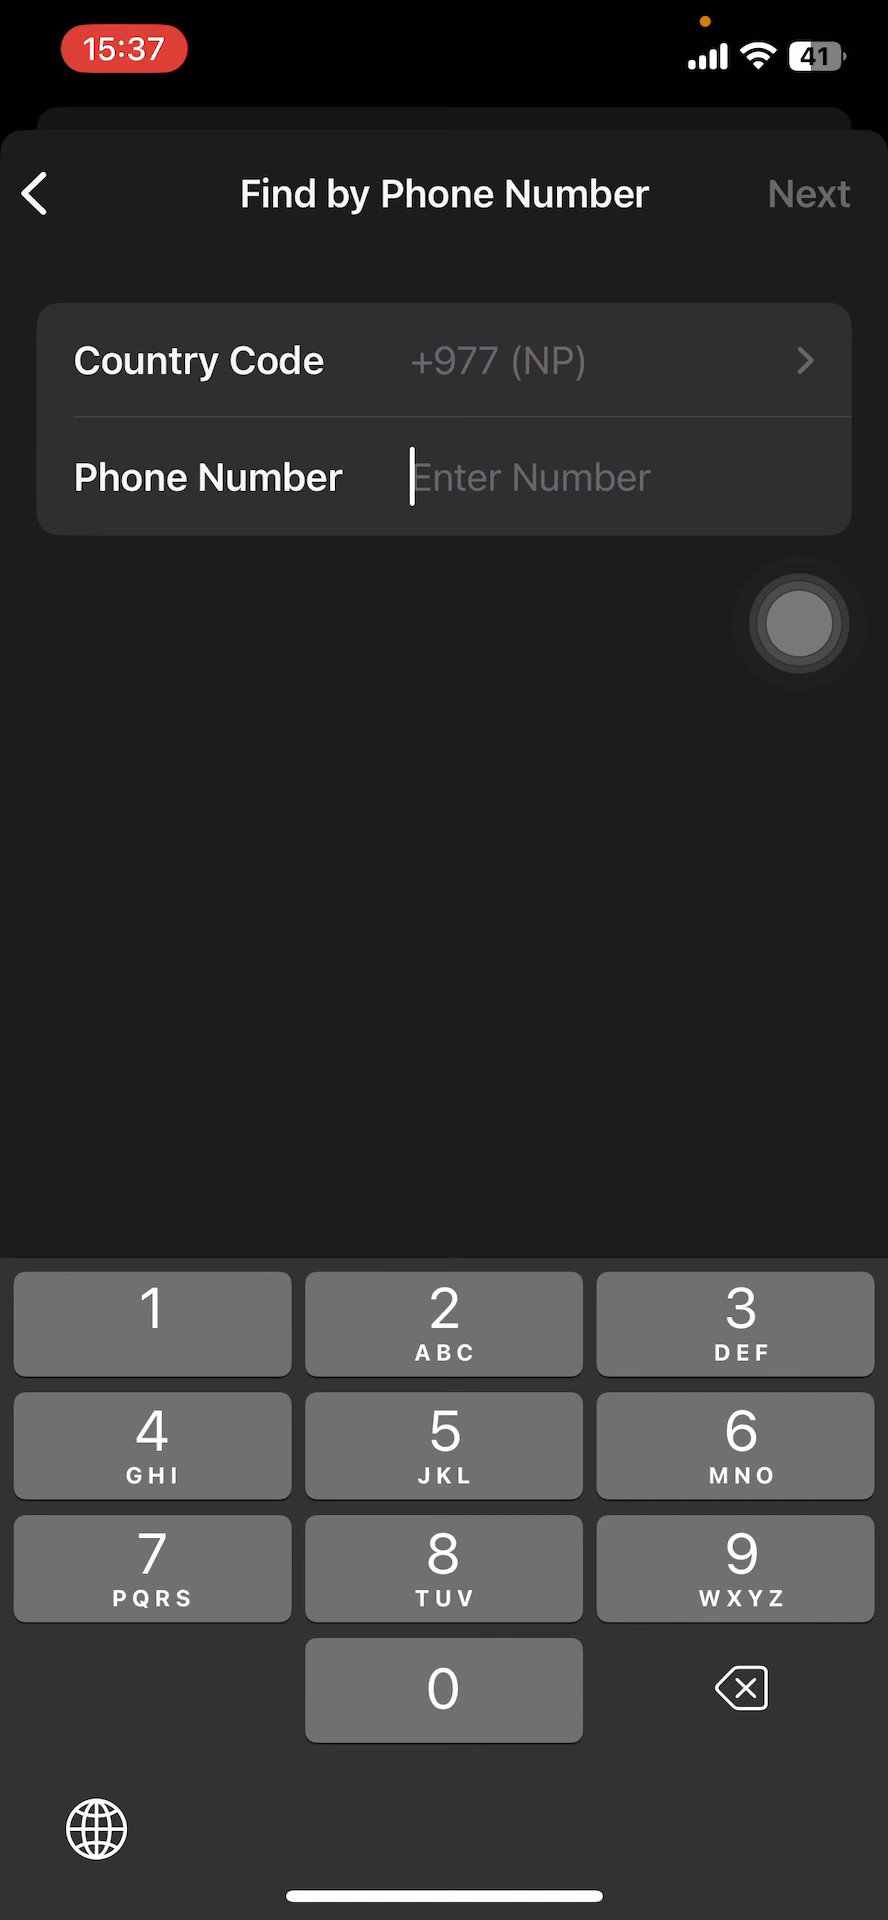 15:37
41
Find by Phone Number
Next
Country Code
+977 (NP)
Phone Number
Enter Number
1
2
ABC
3
DEF
4
GHI
5
JKL
6
MNO
7
PQRS
8
TUV
9
WXYZ
0